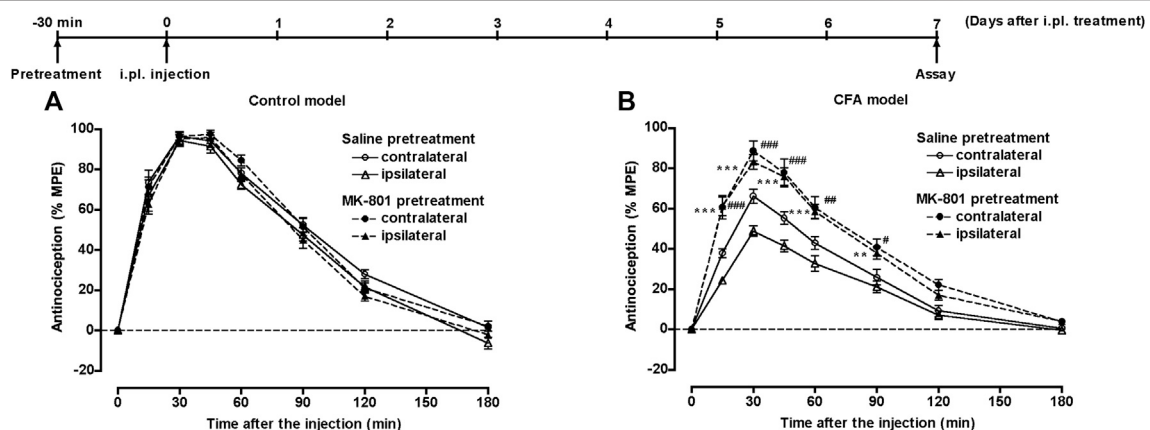 -30 min 0 1 2 3 4 5 6 7 (Days after i.pl. treatment)
Pretreatment i.pl. injection Assay
A
Control model
Antinociception (% MPE)
100
80
60
40
20
0
-20
Saline pretreatment
contralateral
ipsilateral
MK-801 pretreatment
contralateral
ipsilateral
0 30 60 90 120 150 180
Time after the injection (min)
B
CFA model
Antinociception (% MPE)
100
80
60
40
20
0
-20
Saline pretreatment
contralateral
ipsilateral
MK-801 pretreatment
contralateral
ipsilateral
###
***
###
***
*** ###
##
***
#
**
0 30 60 90 120 150 180
Time after the injection (min)